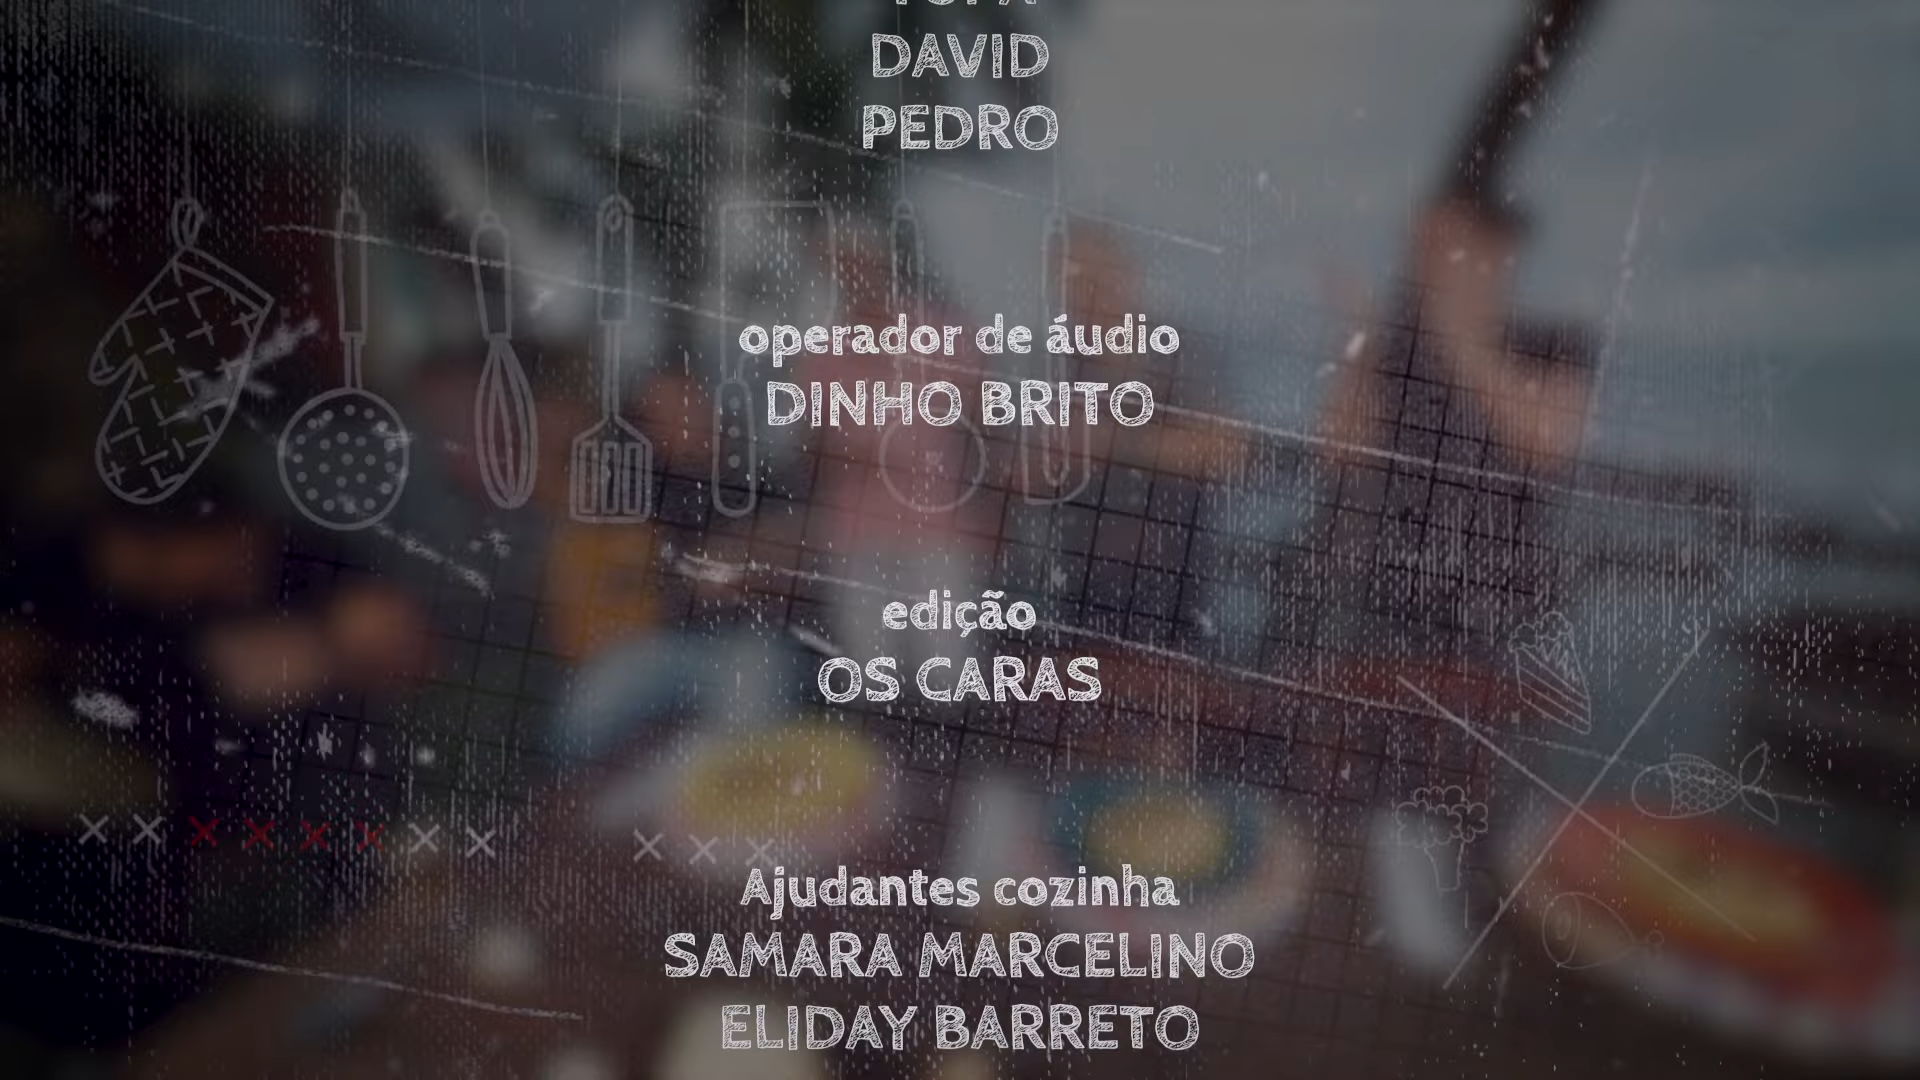 DAVID
PEDRO
operador de áudio
DINHO BRITO
edição
OS CARAS
Ajudantes cozinha
SAMARA MARCELINO
ELIDAY BARRETO